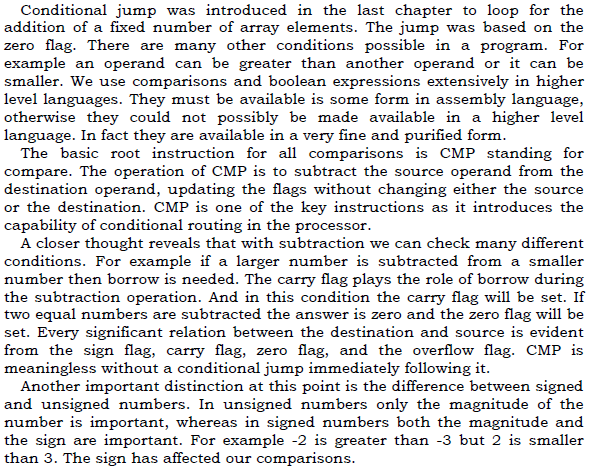 Conditional jump was introduced in the last chapter to loop for the
addition of a fixed number of array elements. The jump was based on the
zero flag. There are many other conditions possible in a program. For
example an operand can be greater than another operand or it can be
smaller. We use comparisons and boolean expressions extensively in higher
level languages. They must be available is some form in assembly language,
otherwise they could not possibly be made available in a higher level
language. In fact they are available in a very fine and purified form.
The basic root instruction for all comparisons is CMP standing for
compare. The operation of CMP is to subtract the source operand from the
destination operand, updating the flags without changing either the source
or the destination. CMP is one of the key instructions as it introduces the
capability of conditional routing in the processor.
A closer thought reveals that with subtraction we can check many different
conditions. For example if a larger number is subtracted from a smaller
number then borrow is needed. The carry flag plays the role of borrow during
the subtraction operation. And in this condition the carry flag will be set. If
two equal numbers are subtracted the answer is zero and the zero flag will be
set. Every significant relation between the destination and source is evident
from the sign flag, carry flag, zero flag, and the overflow flag. CMP is
meaningless without a conditional jump immediately following it.
Another important distinction at this point is the difference between signed
and unsigned numbers. In unsigned numbers only the magnitude of the
number is important, whereas in signed numbers both the magnitude and
the sign are important. For example -2 is greater than -3 but 2 is smaller
than 3. The sign has affected our comparisons.